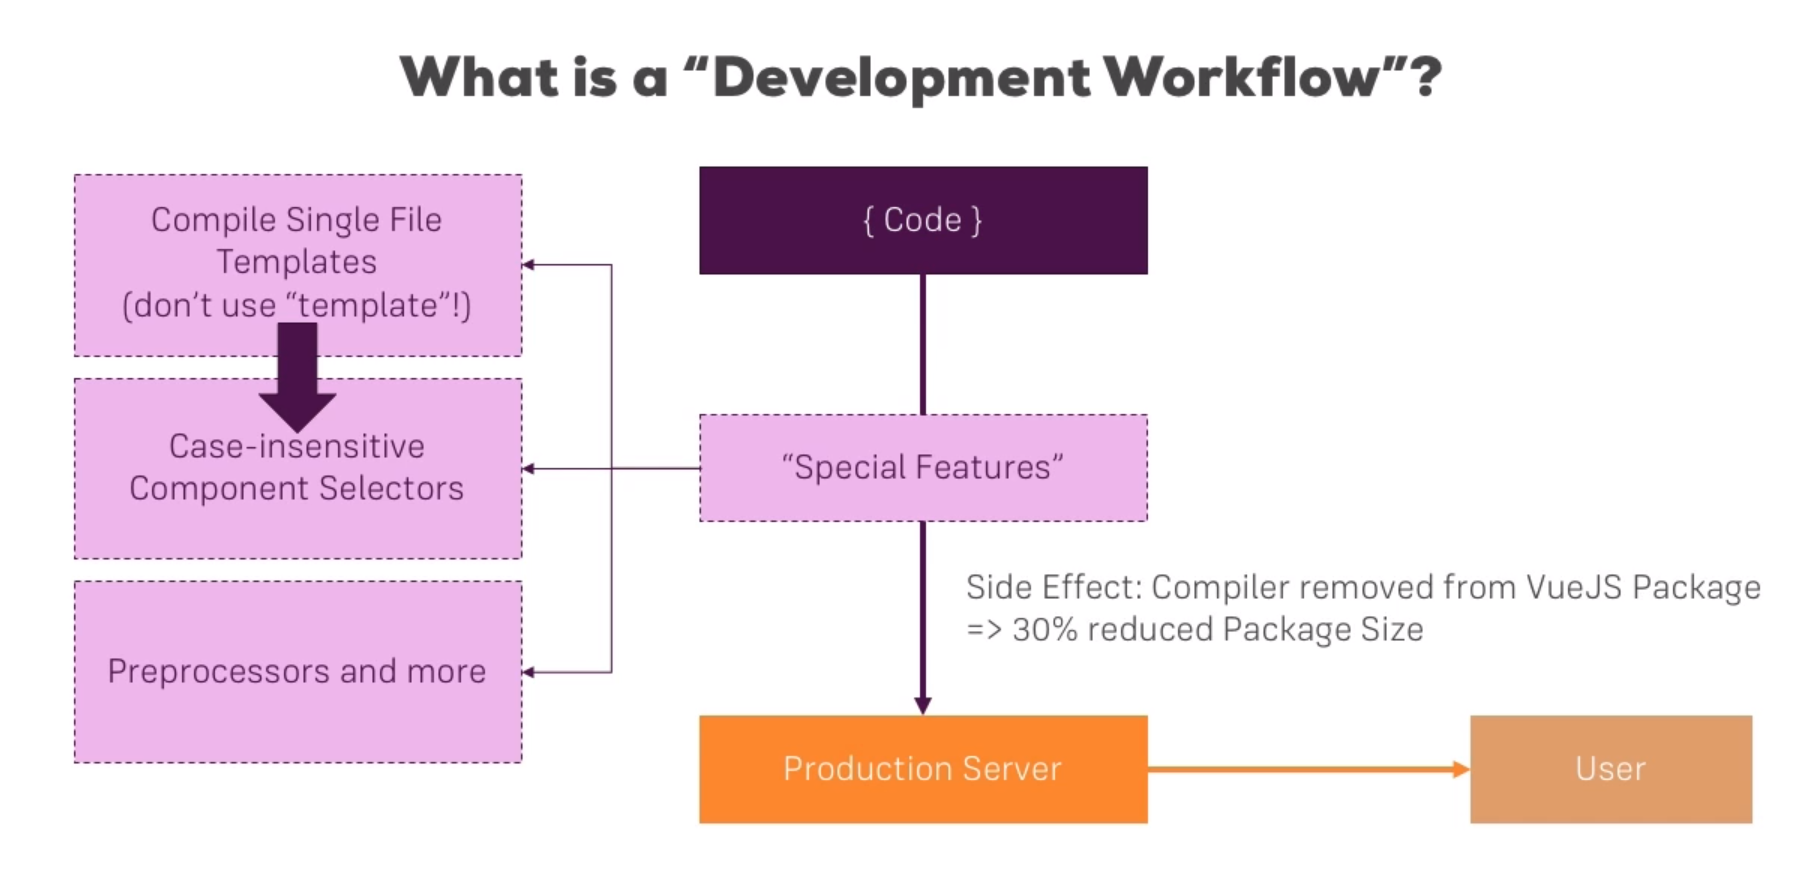 What is a “Development Workflow”?
Compile Single File
Templates
(don’t use “template”!)
Case-insensitive
Component Selectors
Preprocessors and more
{ Code }
“Special Features”
Side Effect: Compiler removed from VueJS Package
=> 30% reduced Package Size
Production Server
User